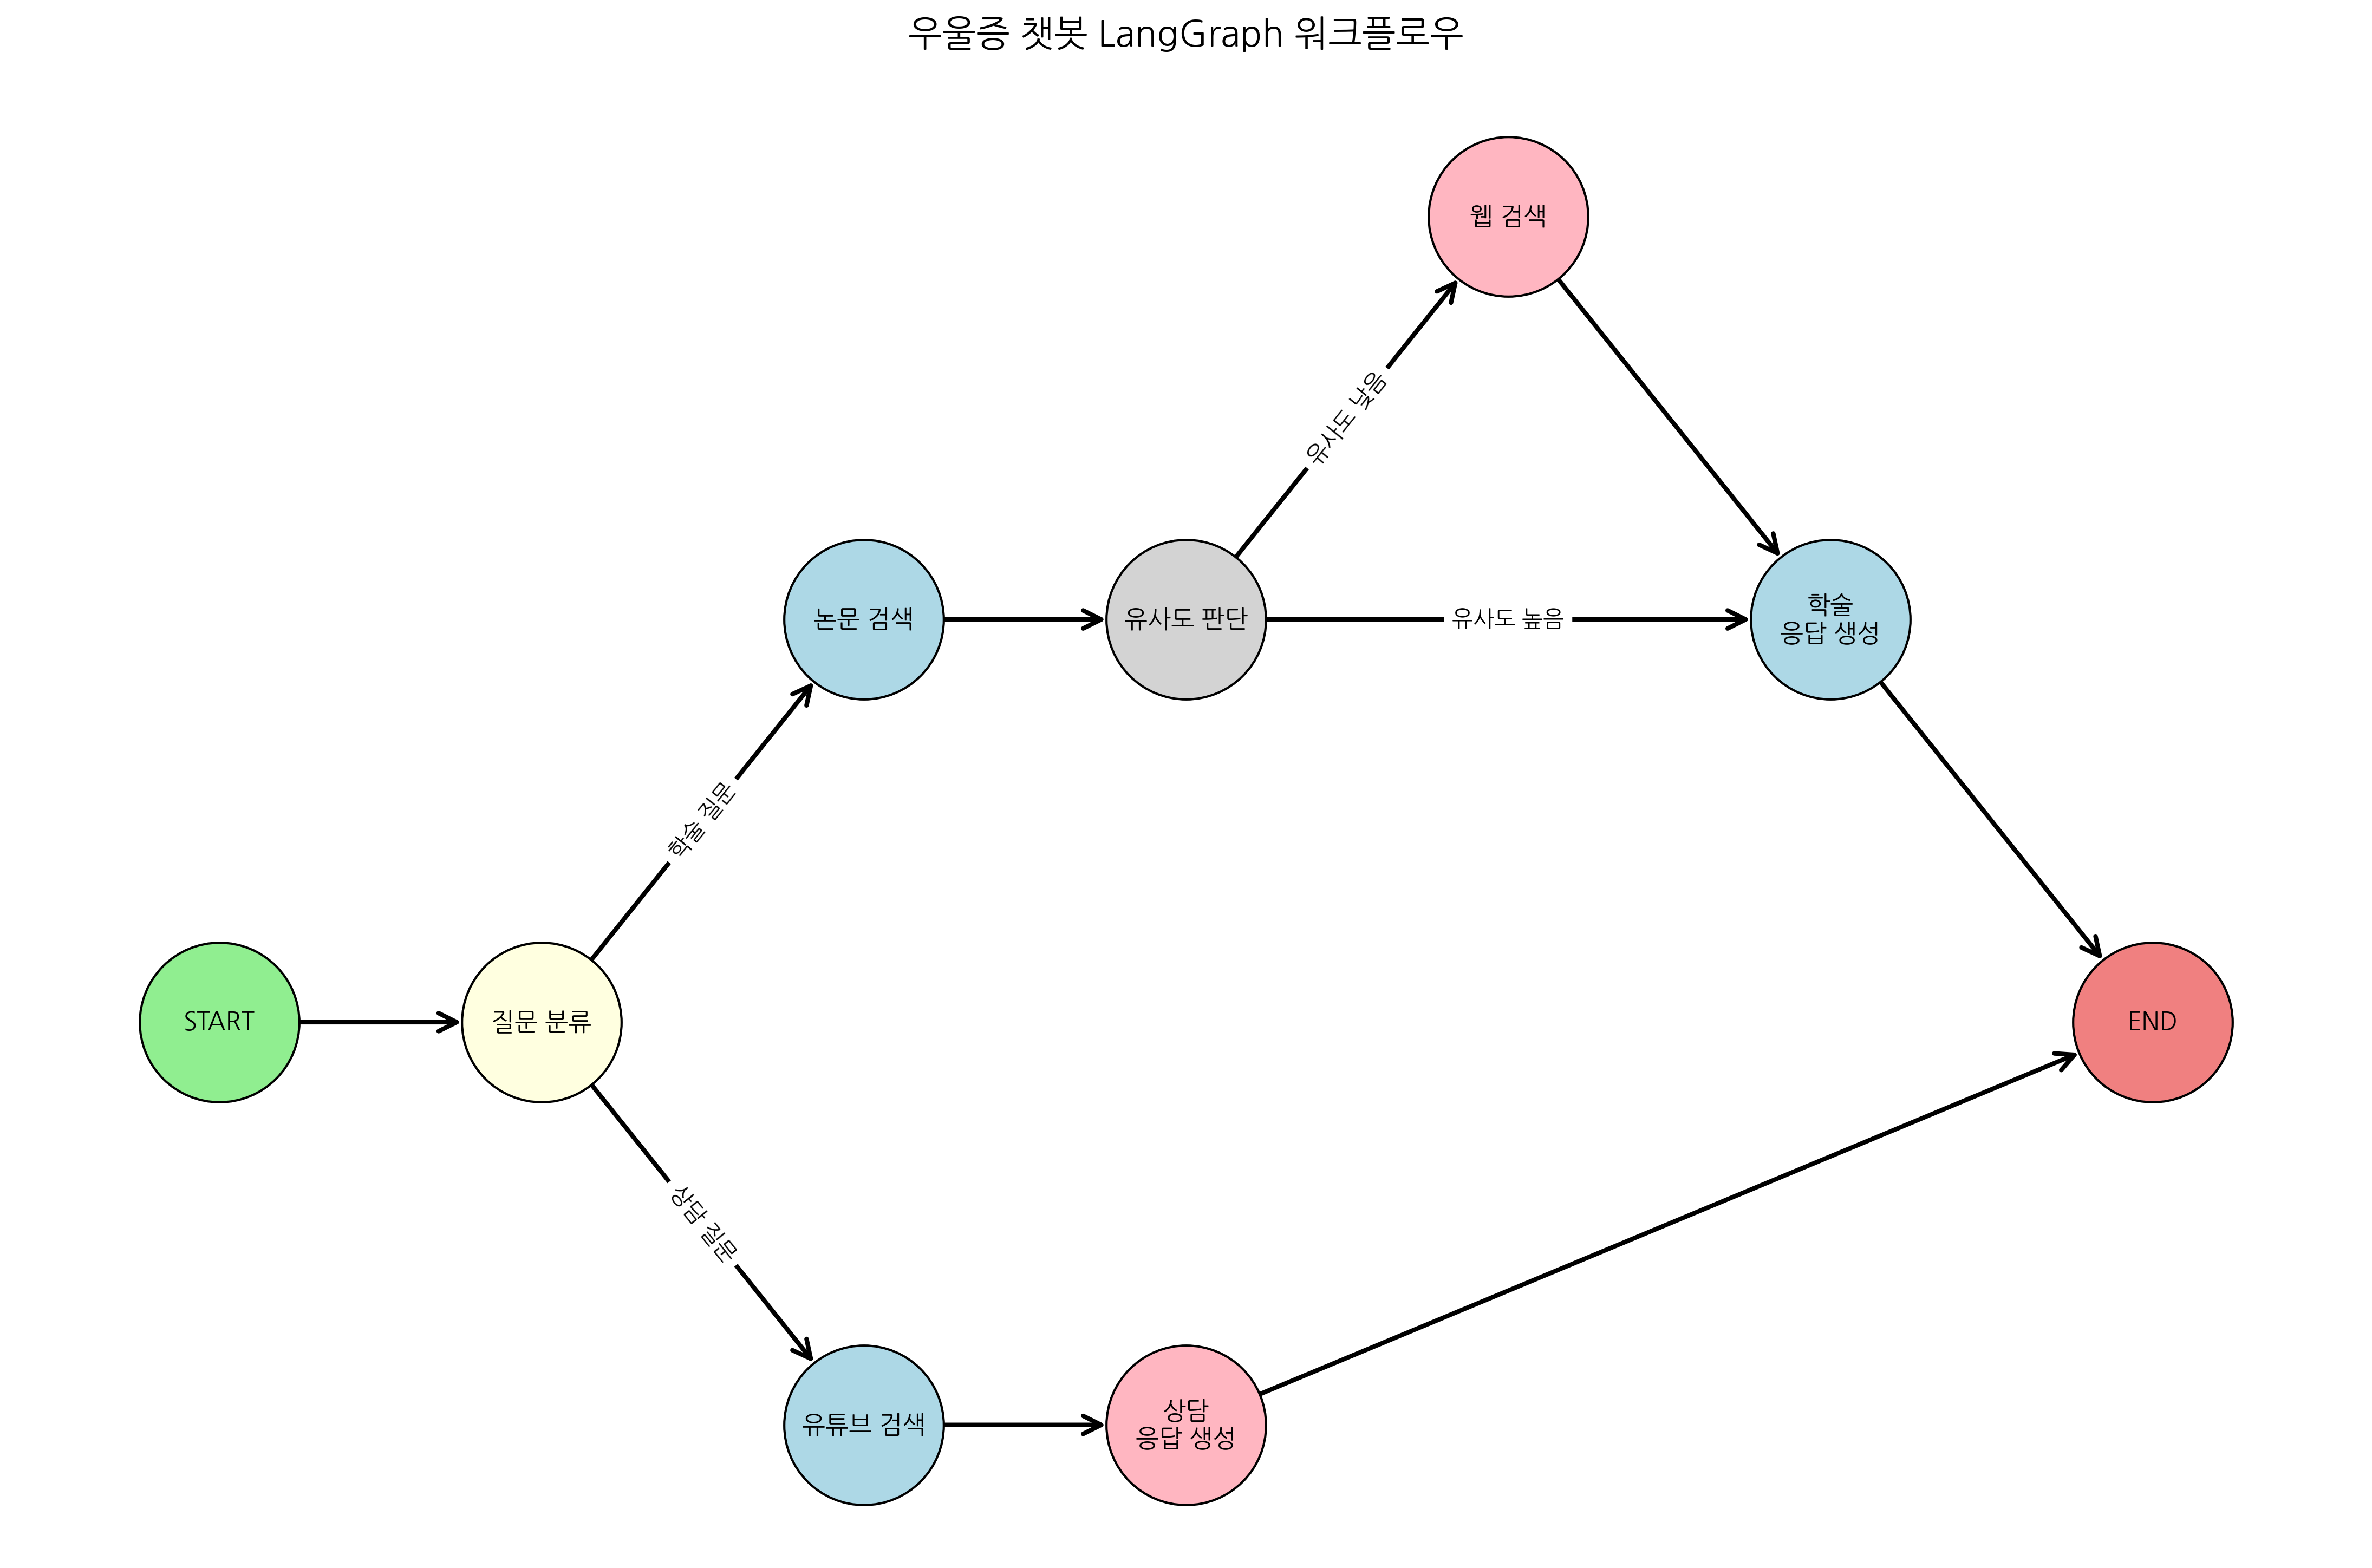 우울증 챗봇 LangGraph 워크플로우
웹 검색
유사도 낮음
논문 검색
유사도 판단
유사도 높음
학술
응답 생성
학술 질문
START
질문 분류
END
상담 질문
유튜브 검색
상담
응답 생성